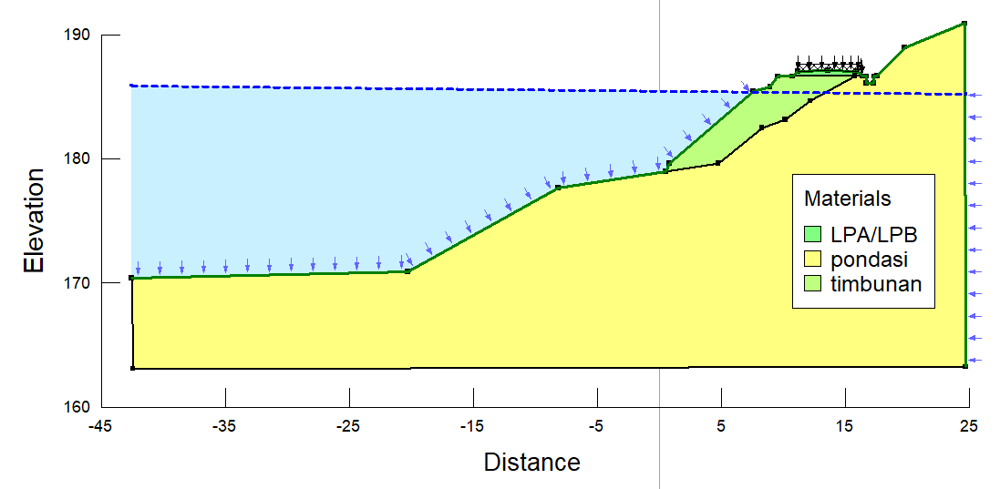 190
180
170
160
Elevation
-45 -35 -25 -15 -5 5 15 25
Distance
Materials
LPA/LPB
pondasi
timbunan